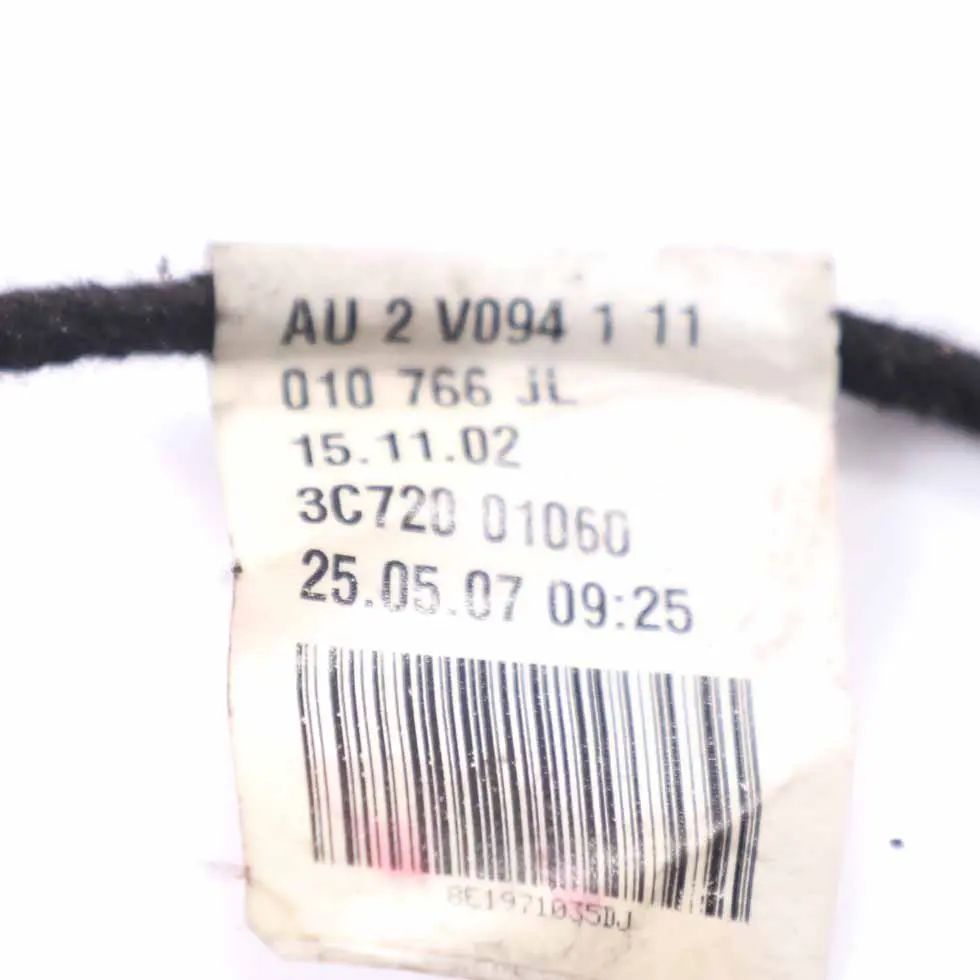 AU 2 V094 1 11
010 766 JL
15.11.02
3C720 01060
25.05.07 09:25
8E1971035DJ